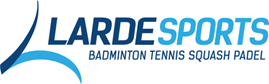 LARDESPORTS
BADMINTON TENNIS SQUASH PADEL